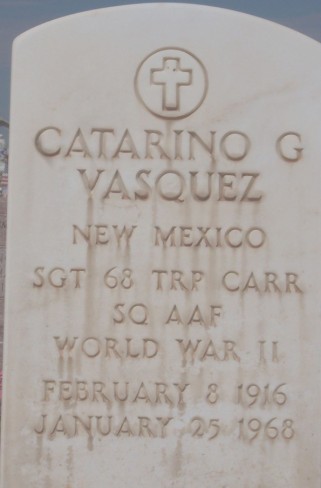 CATARINO G
VASQUEZ
NEW MEXICO
SGT 68 TRP CARR
SQ AAF
WORLD WAR II
FEBRUARY 8 1916
JANUARY 25 1968